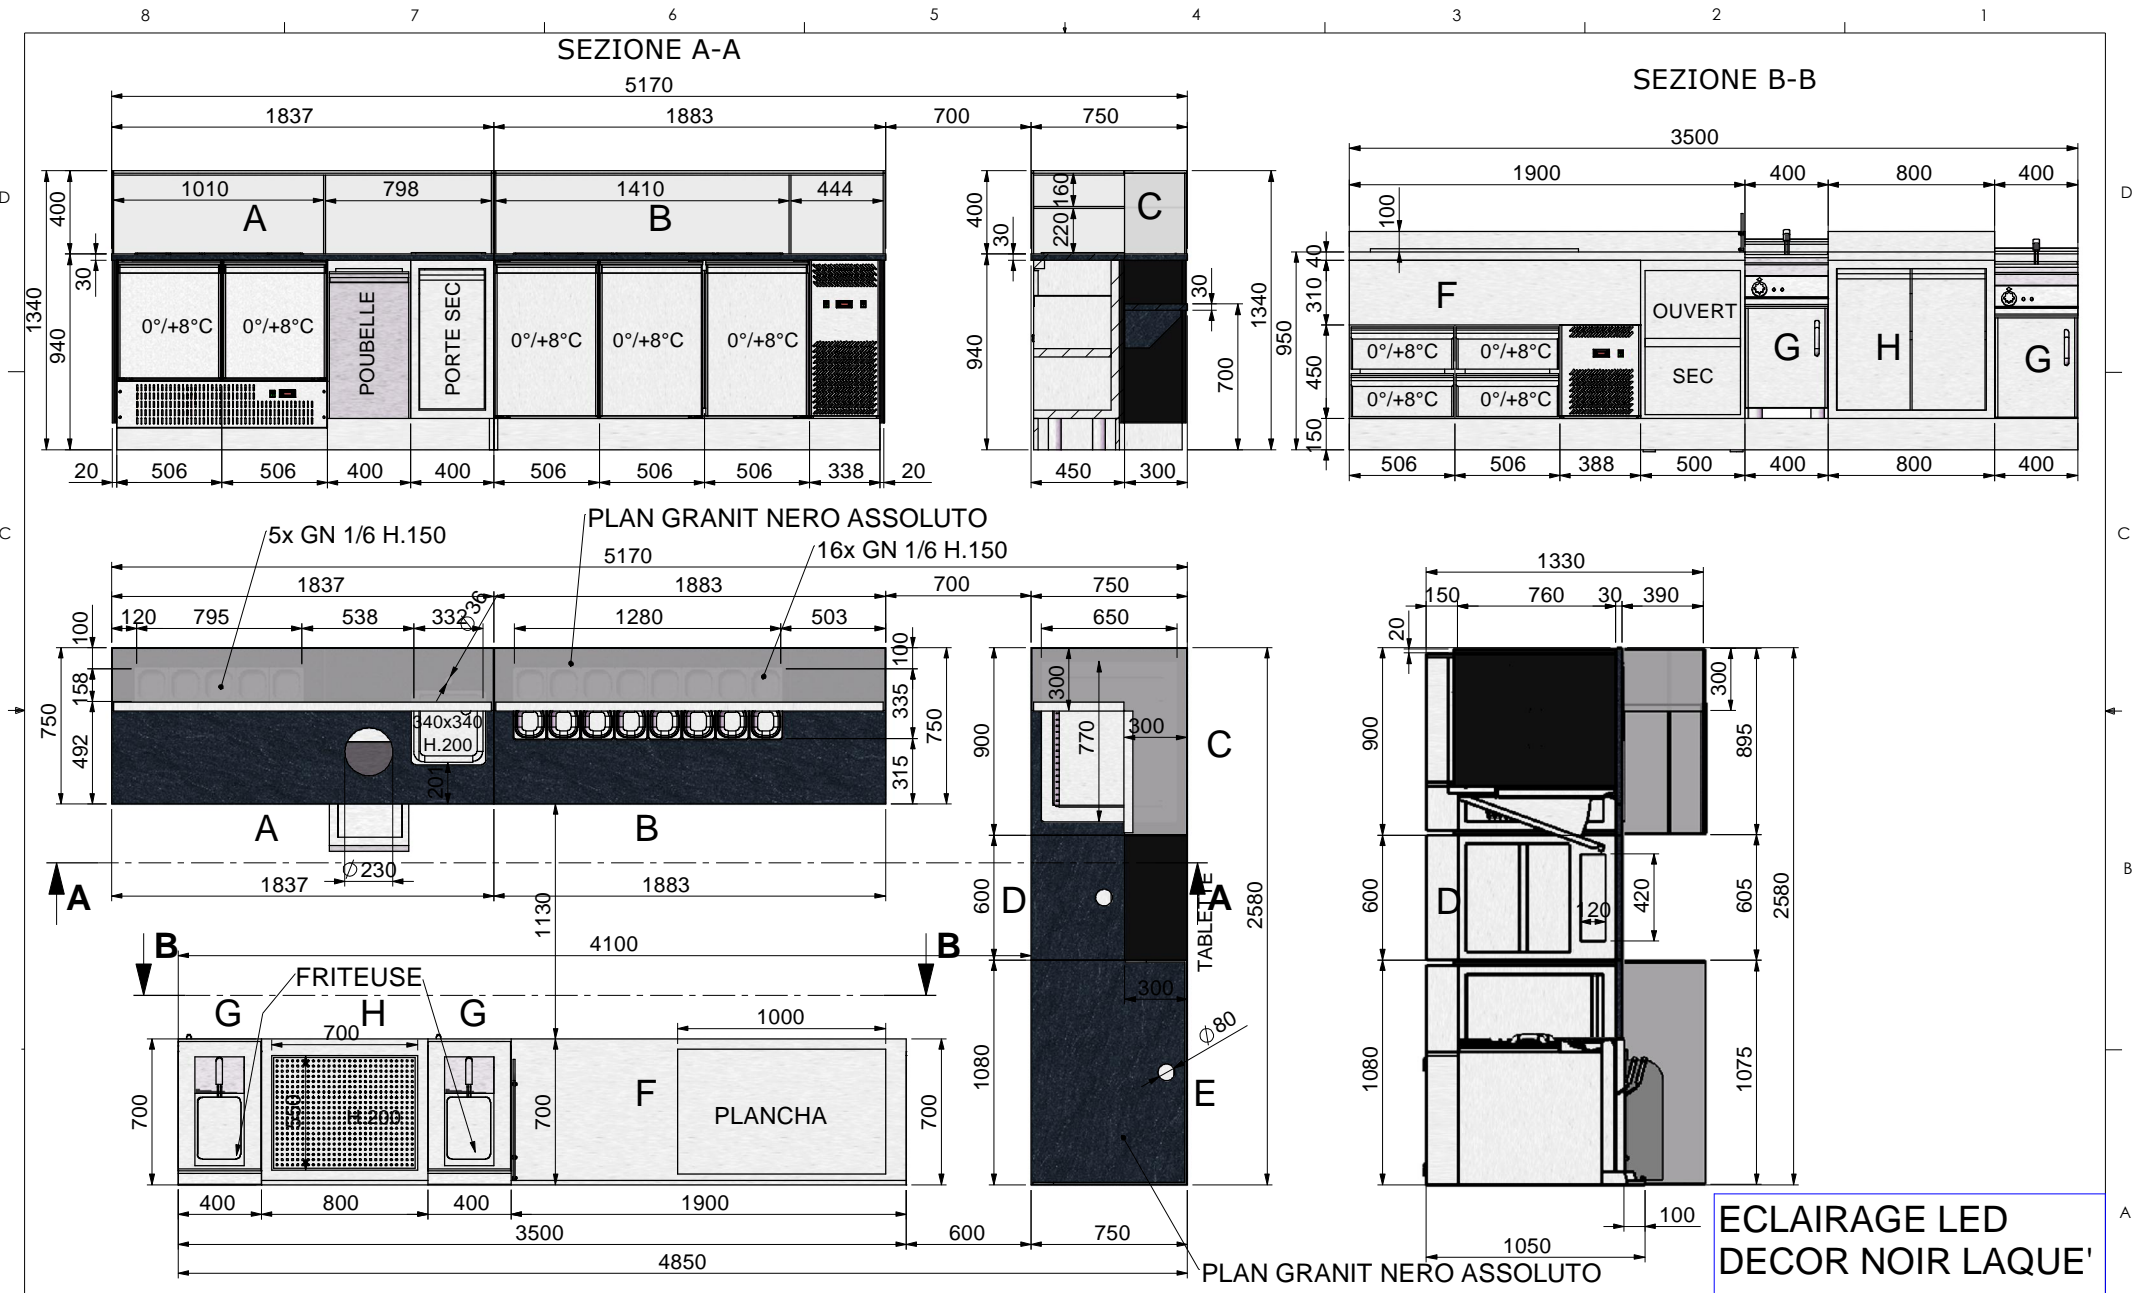 8 7 6 5 4 3 2 1
SEZIONE A-A
SEZIONE B-B
5170
1837 1883 700 750
3500
1900 400 800 400
D
D
1010 798 1410 444
A B C
400 30 1340 940
400 30 940
160 220
30 1340 700
100 40 310 450 150 950
0°/+8°C 0°/+8°C POUBELLE PORTE SEC 0°/+8°C 0°/+8°C 0°/+8°C
F OUVERT SEC G H G
0°/+8°C 0°/+8°C
0°/+8°C 0°/+8°C
20 506 506 400 400 506 506 506 338 20
450 300
506 506 388 500 400 800 400
C
C
5x GN 1/6 H.150
PLAN GRANIT NERO ASSOLUTO
16x GN 1/6 H.150
5170
1837 1883 700 750
120 795 538 332 ∅36 1280 503 650
100 158 492 750
340x340
H.200
201
100 335 315 750
300 770 300 900
C
1330
150 760 30 390
20 300
900 895
A B
∅230
1837 1883
A A
1130
600 D
TABLETTE
2580
600 D 120 420 605 2580
B
B B
4100
FRITEUSE
G H G
700 1000
300
∅80
700 550 H.200 700 F PLANCHA 700
1080 E
1080 1075
400 800 400 1900
3500 600 750
4850
PLAN GRANIT NERO ASSOLUTO
100
1050
A
ECLAIRAGE LED
DECOR NOIR LAQUE'